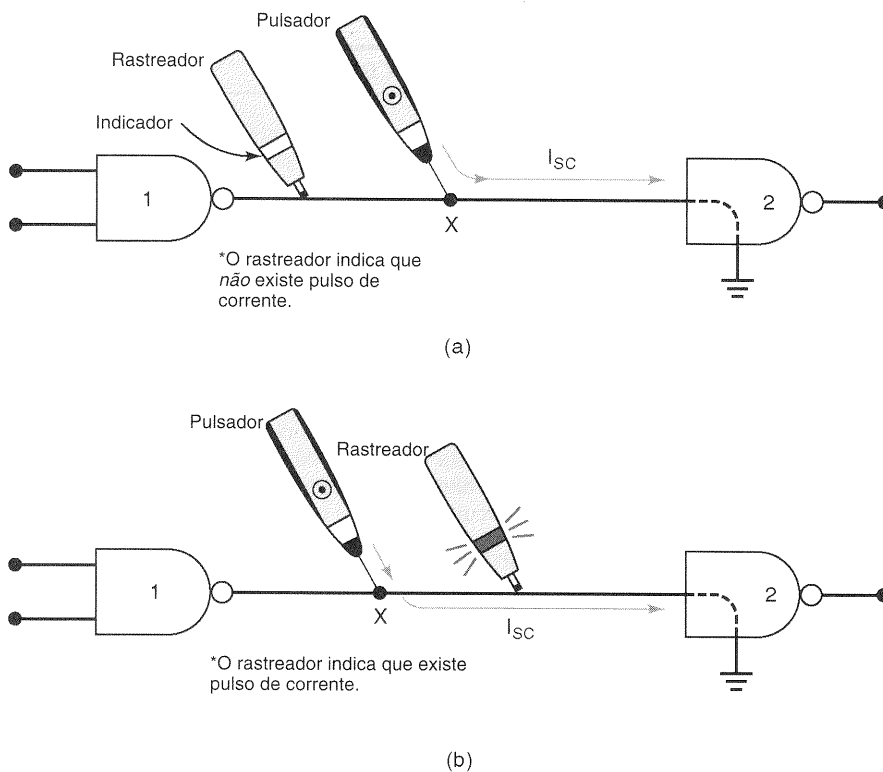 Pulsador
Rastreador
Indicador
I_SC
1
2
X
*O rastreador indica que
não existe pulso de
corrente.
(a)
Pulsador
Rastreador
1
2
X
I_SC
*O rastreador indica que existe
pulso de corrente.
(b)